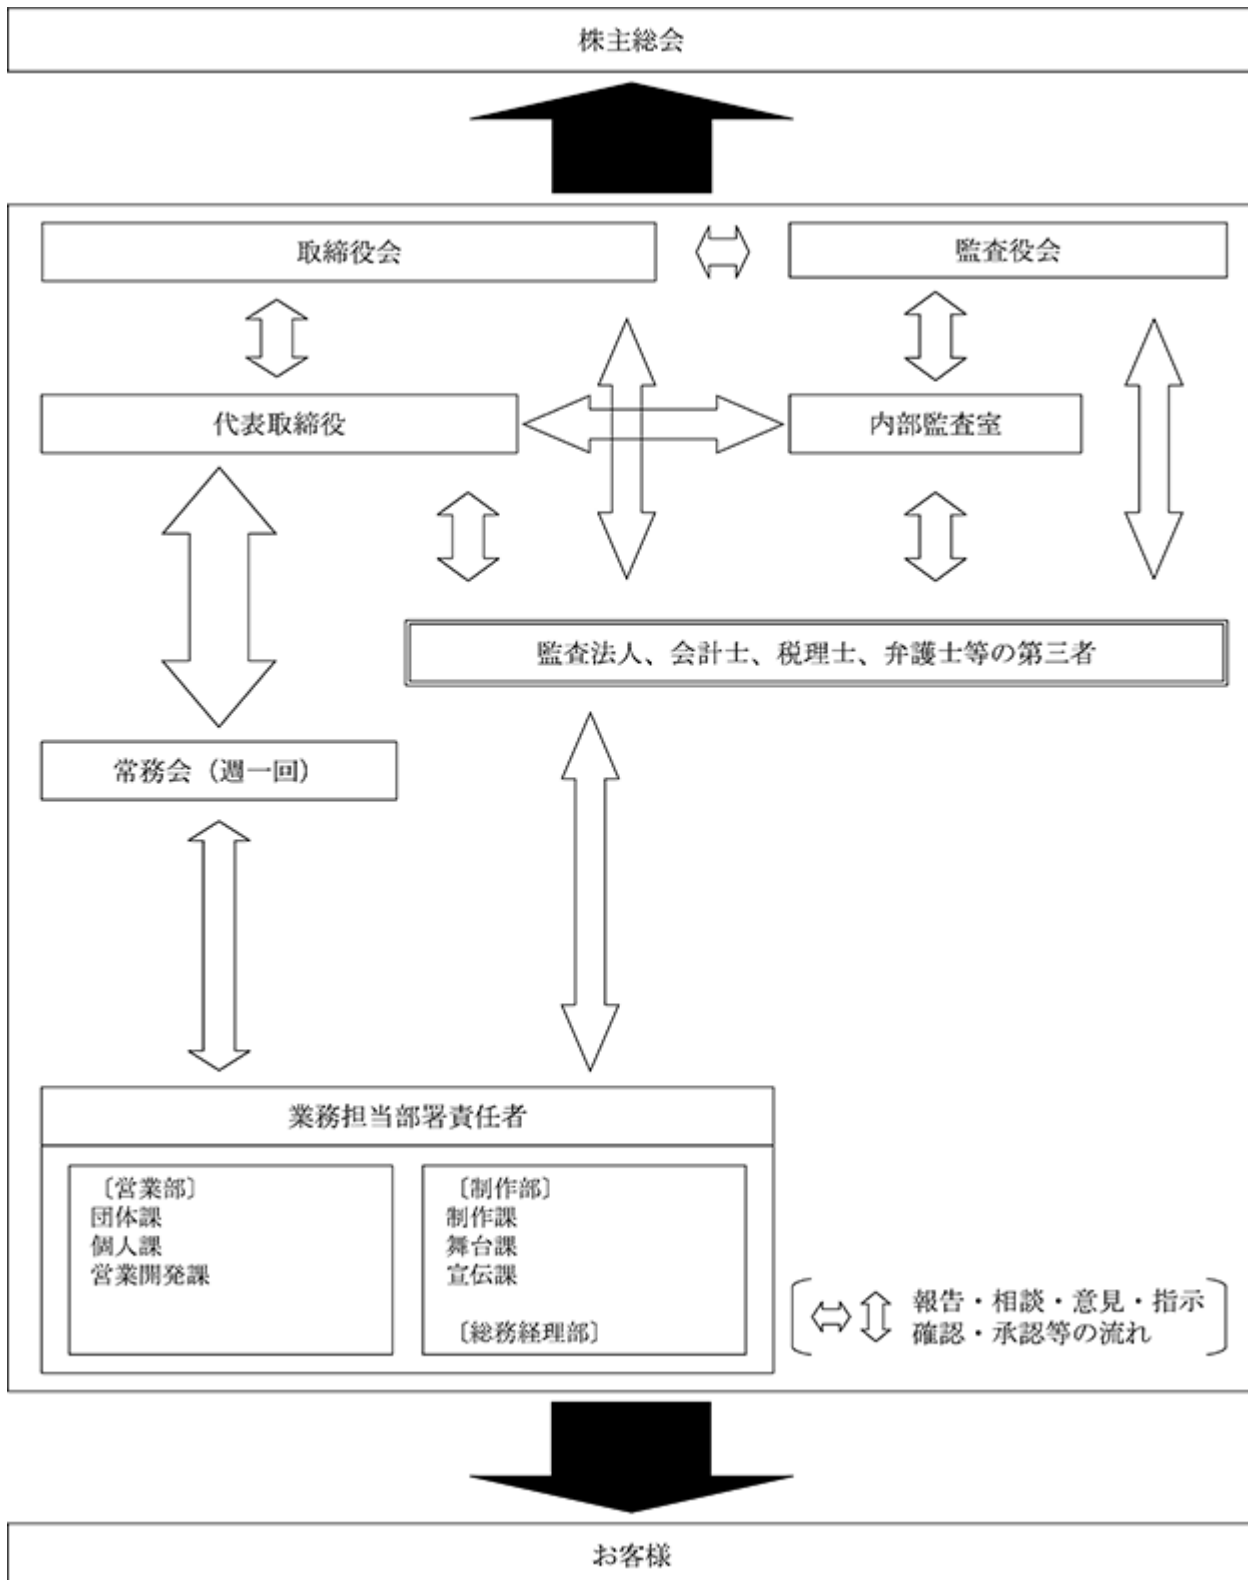 株主総会
取締役会
監査役会
代表取締役
内部監査室
監査法人、会計士、税理士、弁護士等の第三者
常務会（週一回）
業務担当部署責任者
〔営業部〕
団体課
個人課
営業開発課
〔制作部〕
制作課
舞台課
宣伝課
〔総務経理部〕
報告・相談・意見・指示
確認・承認等の流れ
お客様